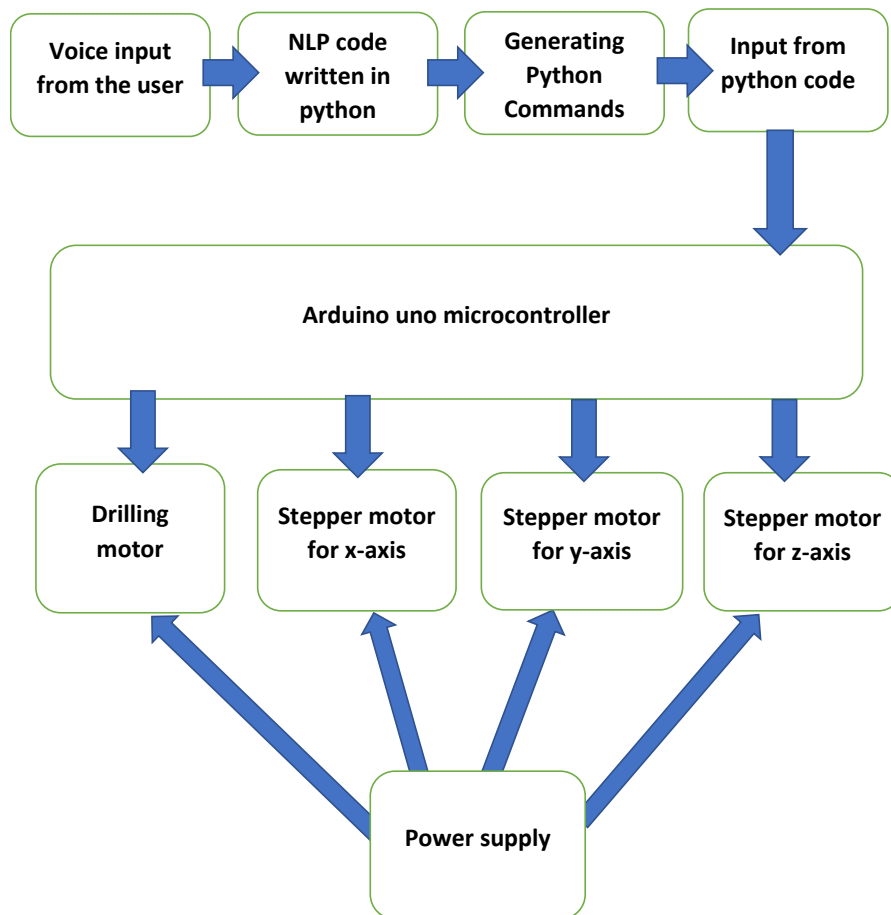 Voice input
from the user
NLP code
written in
python
Generating
Python
Commands
Input from
python code
Arduino uno microcontroller
Drilling
motor
Stepper motor
for x-axis
Stepper motor
for y-axis
Stepper motor
for z-axis
Power supply